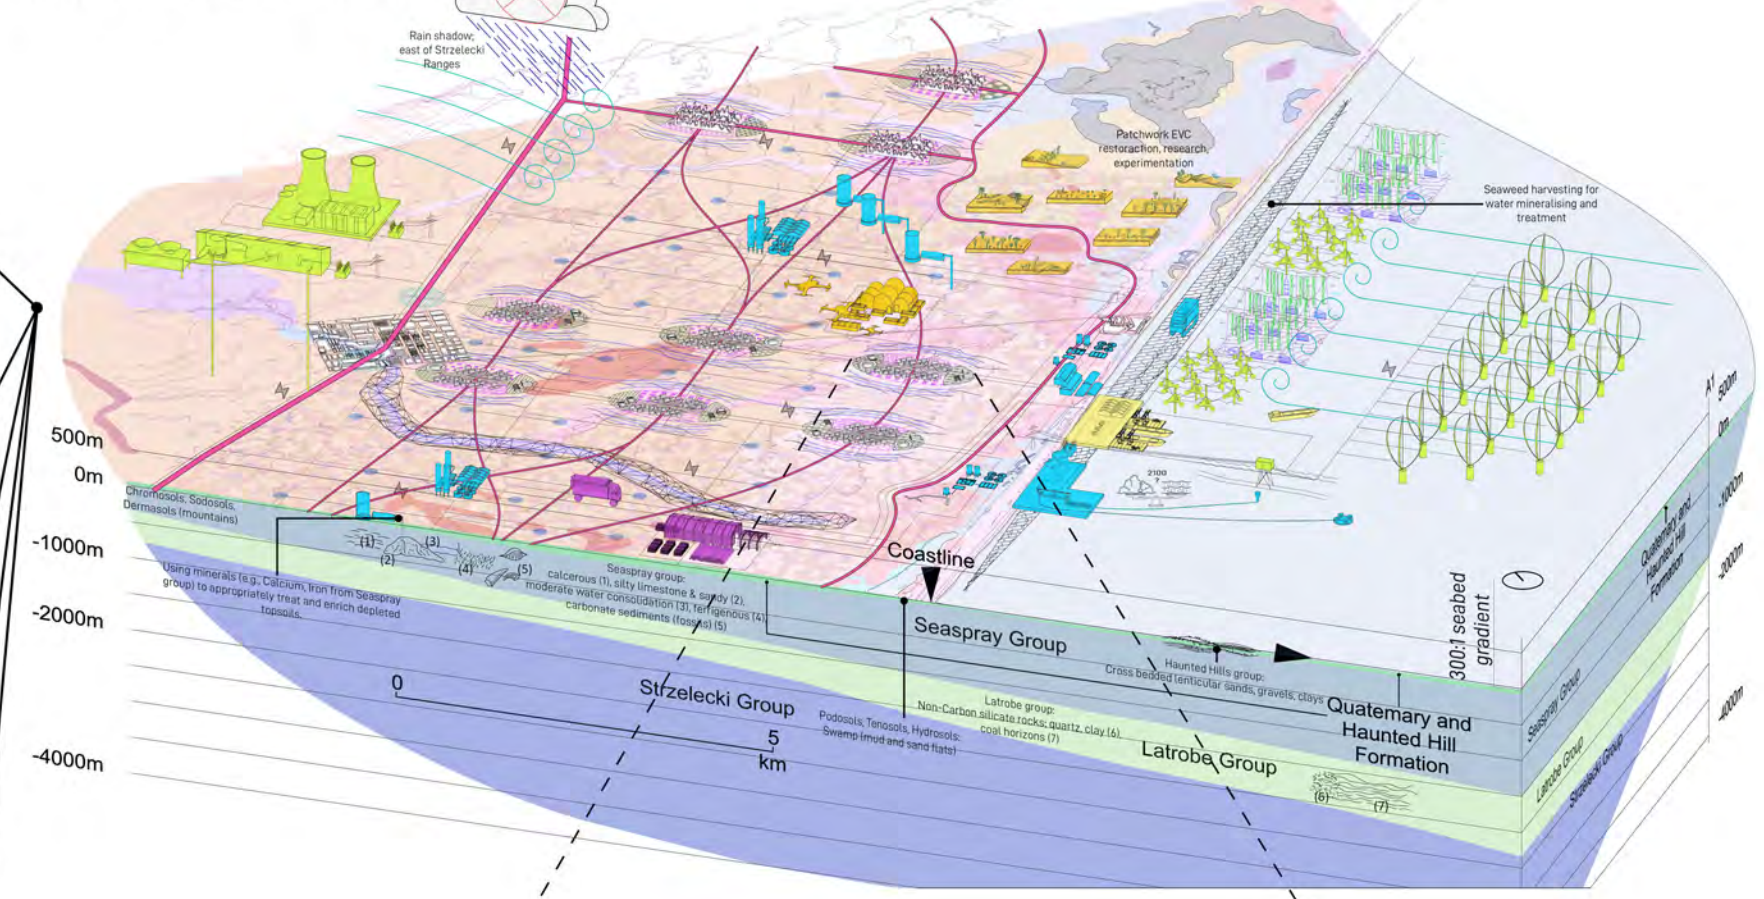 Rain shadow;
east of Strzelecki
Ranges
Patchwork EVC
restoraction, research,
experimentation
Seaweed harvesting for
water mineralising and
treatment
500m
0m
-1000m
-2000m
-4000m
Chromosols, Sodosols,
Dermasols (mountains)
(1)
(2)
(3)
(4)
(5)
Using minerals (e.g., Calcium, Iron from Seaspray
group) to appropriately treat and enrich depleted
topsoils.
Seaspray group:
calcerous (1), silty limestone & sandy (2),
moderate water consolidation (3), ferrigenous (4),
carbonate sediments (fossils) (5)
2100
?
Coastline
Seaspray Group
Strzelecki Group
0
5
km
Podosols, Tenosols, Hydrosols:
Swamp (mud and sand flats)
Latrobe group:
Non-Carbon silicate rocks; quartz, clay (6),
coal horizons (7)
Haunted Hills group:
Cross bedded lenticular sands, gravels, clays
Quatemary and
Haunted Hill
Formation
Latrobe Group
(6)
(7)
300:1 seabed
gradient
A1
500m
0m
-1000m
-2000m
-4000m
Quatemary and
Haunted Hill
Formation
Seaspray Group
Latrobe Group
Strzelecki Group